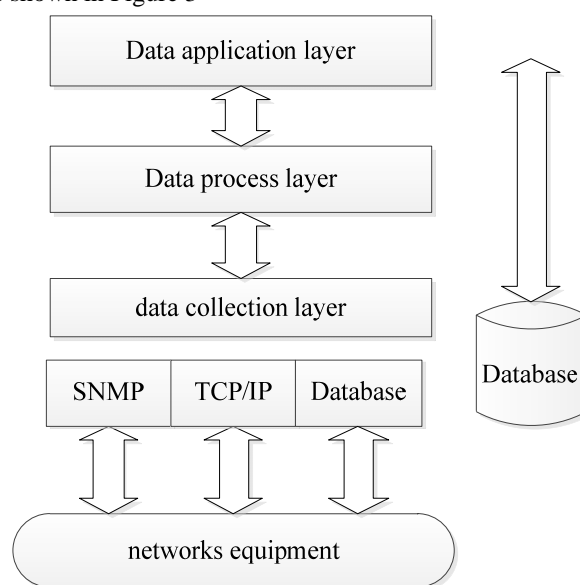 shown in Figure 3
Data application layer
Data process layer
data collection layer
SNMP TCP/IP Database
Database
networks equipment